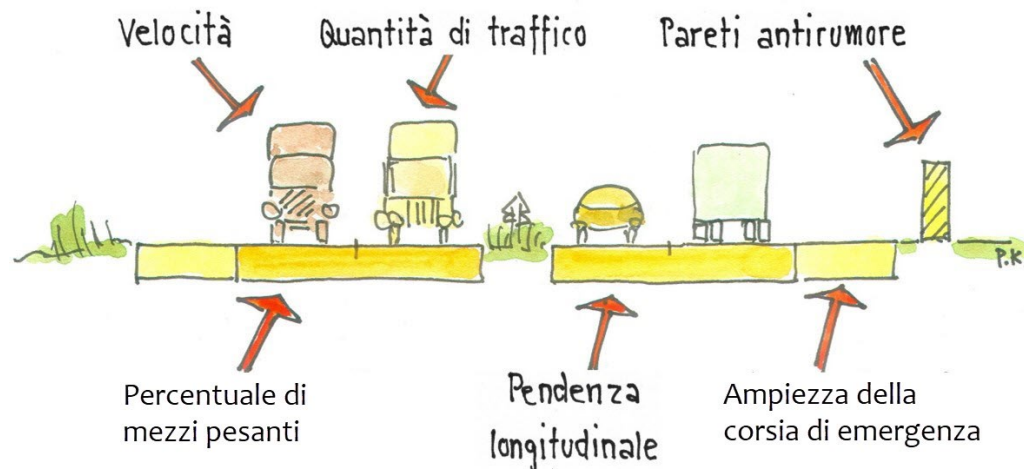 Velocità
Quantità di traffico
Pareti antirumore
P.K
Percentuale di
mezzi pesanti
Pendenza
longitudinale
Ampiezza della
corsia di emergenza